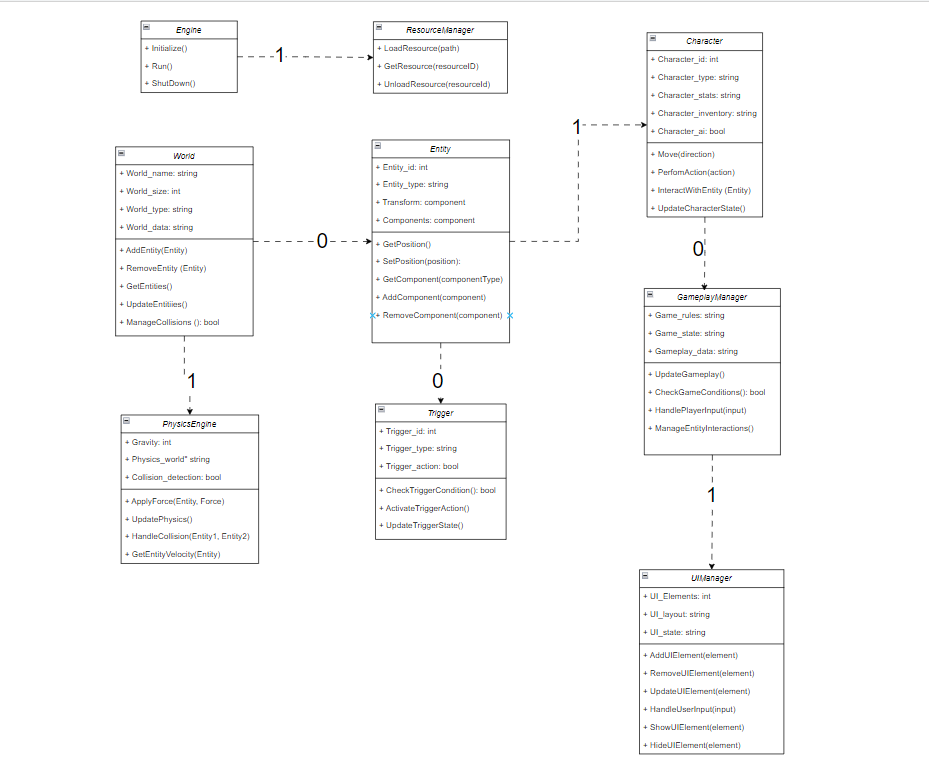 Engine
+ Initialize()
+ Run()
+ ShutDown()
1
ResourceManager
+ LoadResource(path)
+ GetResource(resourceID)
+ UnloadResource(resourceId)
Character
+ Character_id: int
+ Character_type: string
+ Character_stats: string
+ Character_inventory: string
+ Character_ai: bool
+ Move(direction)
+ PerfomAction(action)
+ InteractWithEntity (Entity)
+ UpdateCharacterState()
World
+ World_name: string
+ World_size: int
+ World_type: string
+ World_data: string
+ AddEntity(Entity)
+ RemoveEntity (Entity)
+ GetEntities()
+ UpdateEntitiies()
+ ManageCollisions (): bool
0
Entity
+ Entity_id: int
+ Entity_type: string
+ Transform: component
+ Components: component
+ GetPosition()
+ SetPosition(position):
+ GetComponent(componentType)
+ AddComponent(component)
+ RemoveComponent(component)
1
0
GameplayManager
+ Game_rules: string
+ Game_state: string
+ Gameplay_data: string
+ UpdateGameplay()
+ CheckGameConditions(): bool
+ HandlePlayerInput(input)
+ ManageEntityInteractions()
1
PhysicsEngine
+ Gravity: int
+ Physics_world" string
+ Collision_detection: bool
+ ApplyForce(Entity, Force)
+ UpdatePhysics()
+ HandleCollision(Entity1, Entity2)
+ GetEntityVelocity(Entity)
0
Trigger
+ Trigger_id: int
+ Trigger_type: string
+ Trigger_action: bool
+ CheckTriggerCondition(): bool
+ ActivateTriggerAction()
+ UpdateTriggerState()
1
UIManager
+ UI_Elements: int
+ UI_layout: string
+ UI_state: string
+ AddUIElement(element)
+ RemoveUIElement(element)
+ UpdateUIElement(element)
+ HandleUserInput(input)
+ ShowUIElement(element)
+ HideUIElement(element)